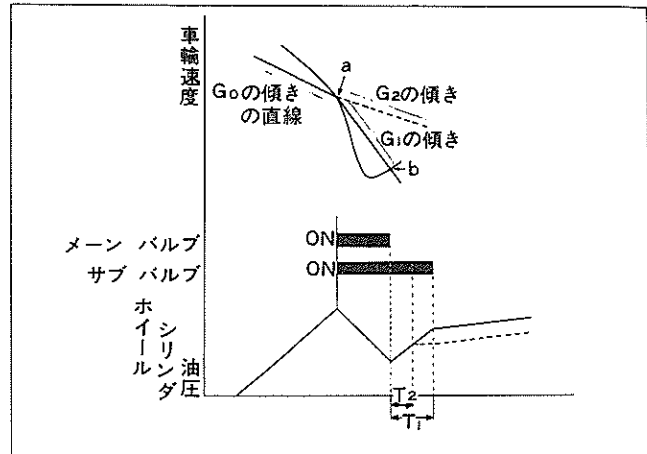 車輪速度
a
G₀の傾き
の直線
G₂の傾き
G₁の傾き
b
メーン バルブ
ON
サブ バルブ
ON
ホイール
シリンダ
油圧
T₂
T₁